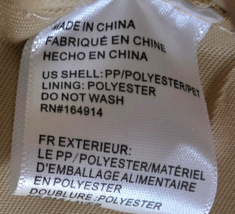 MADE IN CHINA
FABRIQUÉ EN CHINE
HECHO EN CHINA
US SHELL: PP/POLYESTER/PET
LINING: POLYESTER
DO NOT WASH
RN#164914
FR EXTERIEUR:
LE PP/POLYESTER/MATÉRIEL
D'EMBALLAGE ALIMENTAIRE
EN POLYESTER
DOUBLURE:POLYESTER